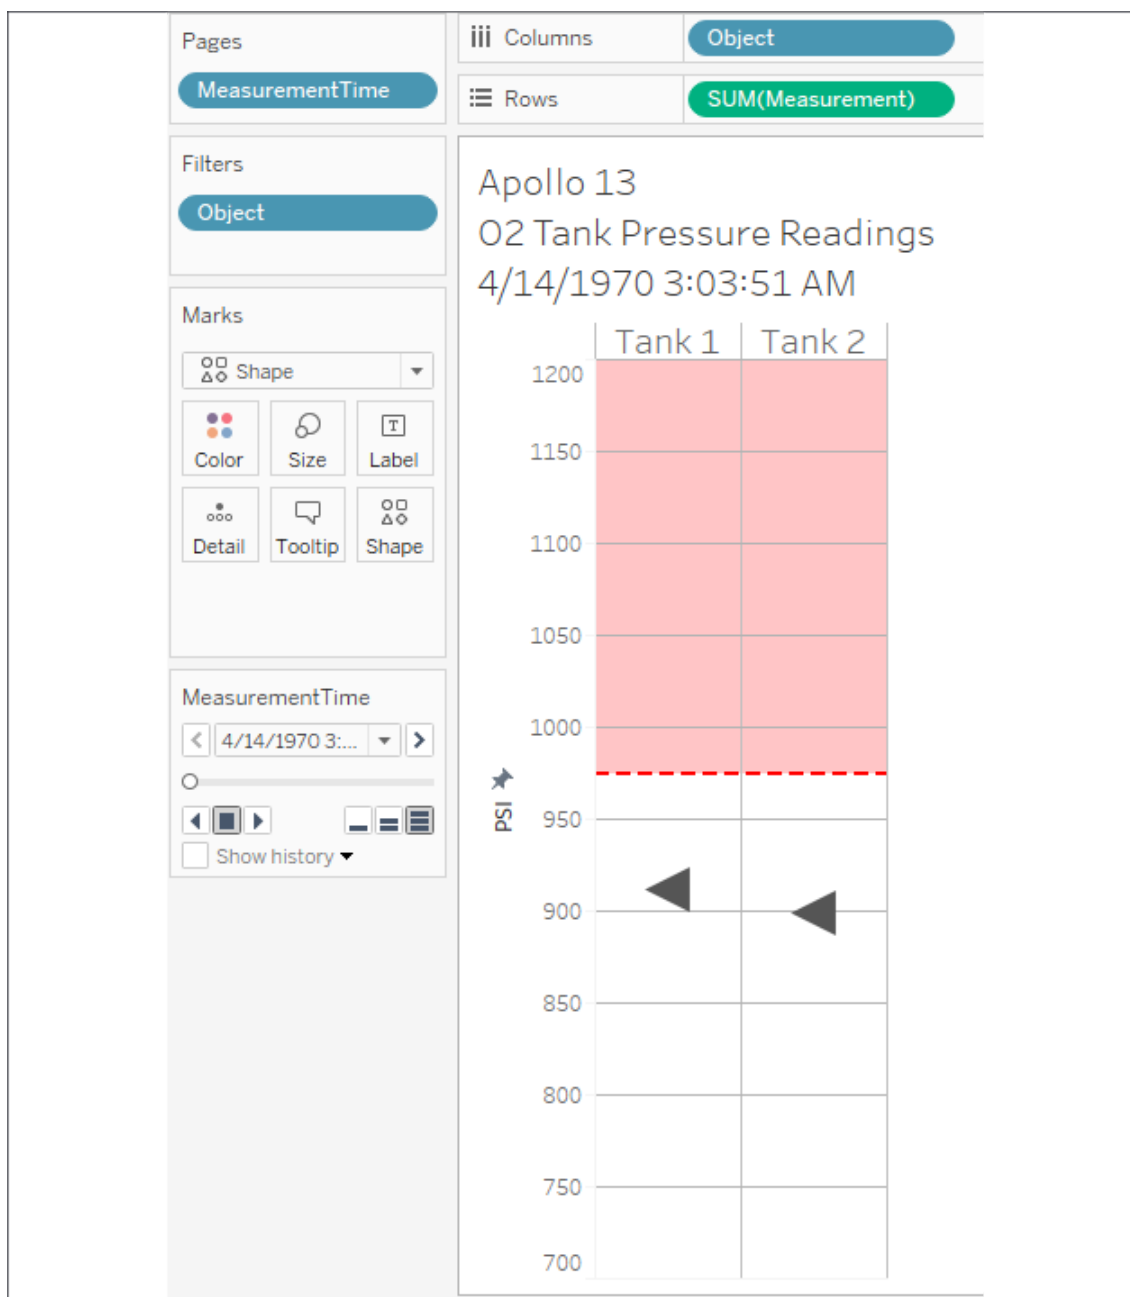 Pages
MeasurementTime
Columns
Object
Rows
SUM(Measurement)
Filters
Object
Marks
Shape
Color
Size
Label
Detail
Tooltip
Shape
MeasurementTime
4/14/1970 3:...
Show history
Apollo 13
O2 Tank Pressure Readings
4/14/1970 3:03:51 AM
Tank 1
Tank 2
1200
1150
1100
1050
1000
950
900
850
800
750
700
PSI